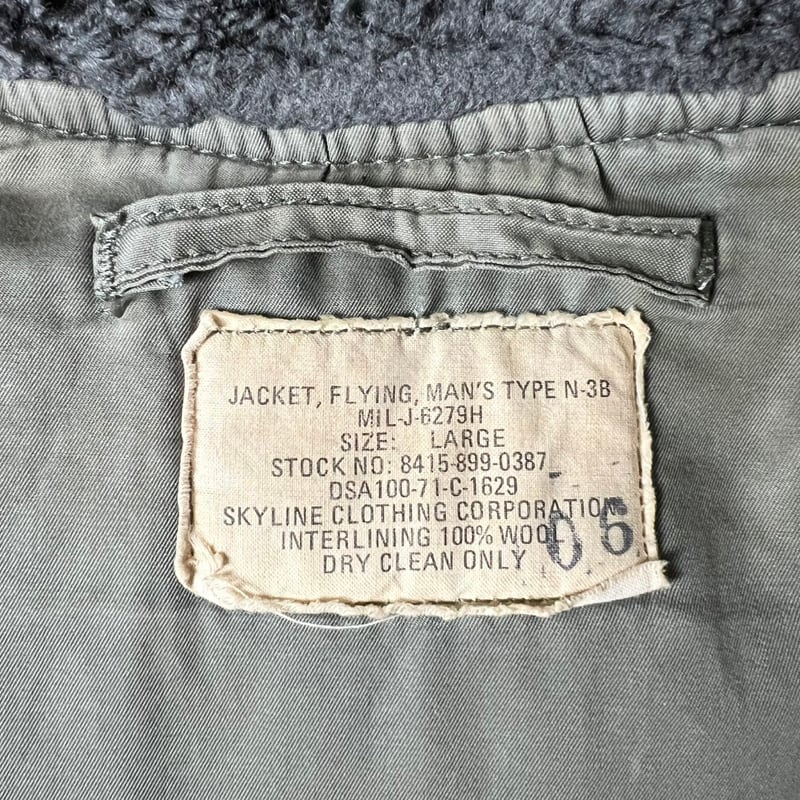 JACKET, FLYING, MAN'S TYPE N-3B
MIL-J-6279H
SIZE: LARGE
STOCK NO: 8415-899-0387
DSA100-71-C-1629
SKYLINE CLOTHING CORPORATION
INTERLINING 100% WOOL
DRY CLEAN ONLY
06